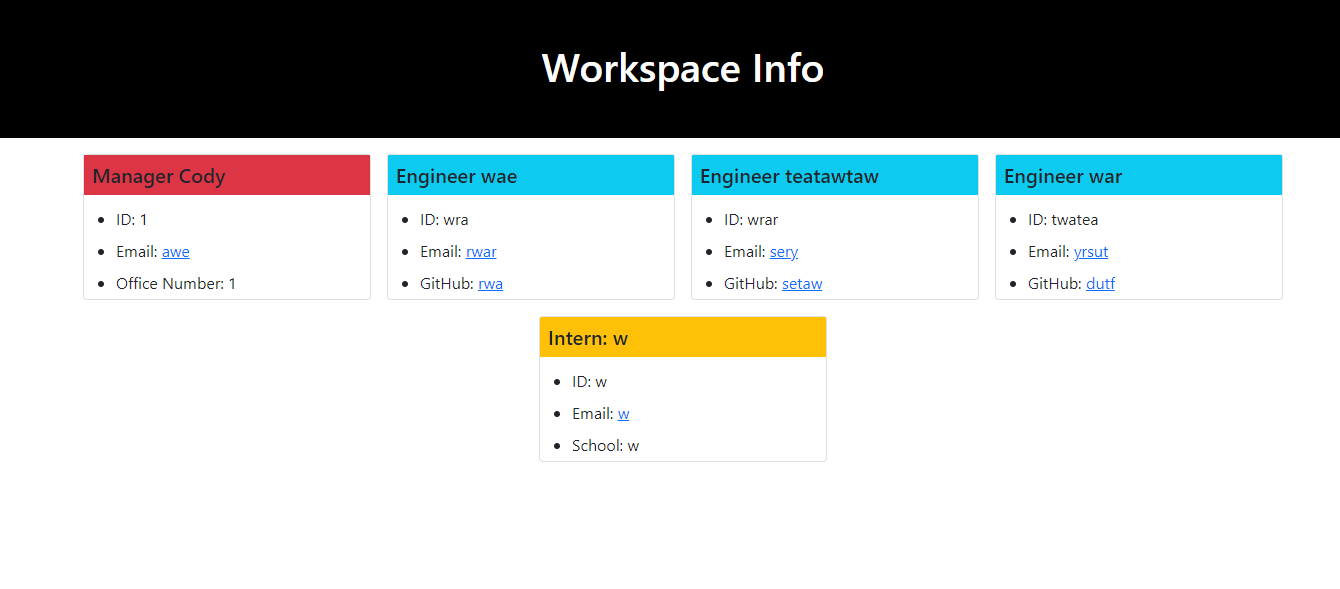 Workspace Info
Manager Cody
ID: 1
Email: awe
Office Number: 1
Engineer wae
ID: wra
Email: rwar
GitHub: rwa
Engineer teatawtaw
ID: wrar
Email: sery
GitHub: setaw
Engineer war
ID: twatea
Email: yrsut
GitHub: dutf
Intern: w
ID: w
Email: w
School: w